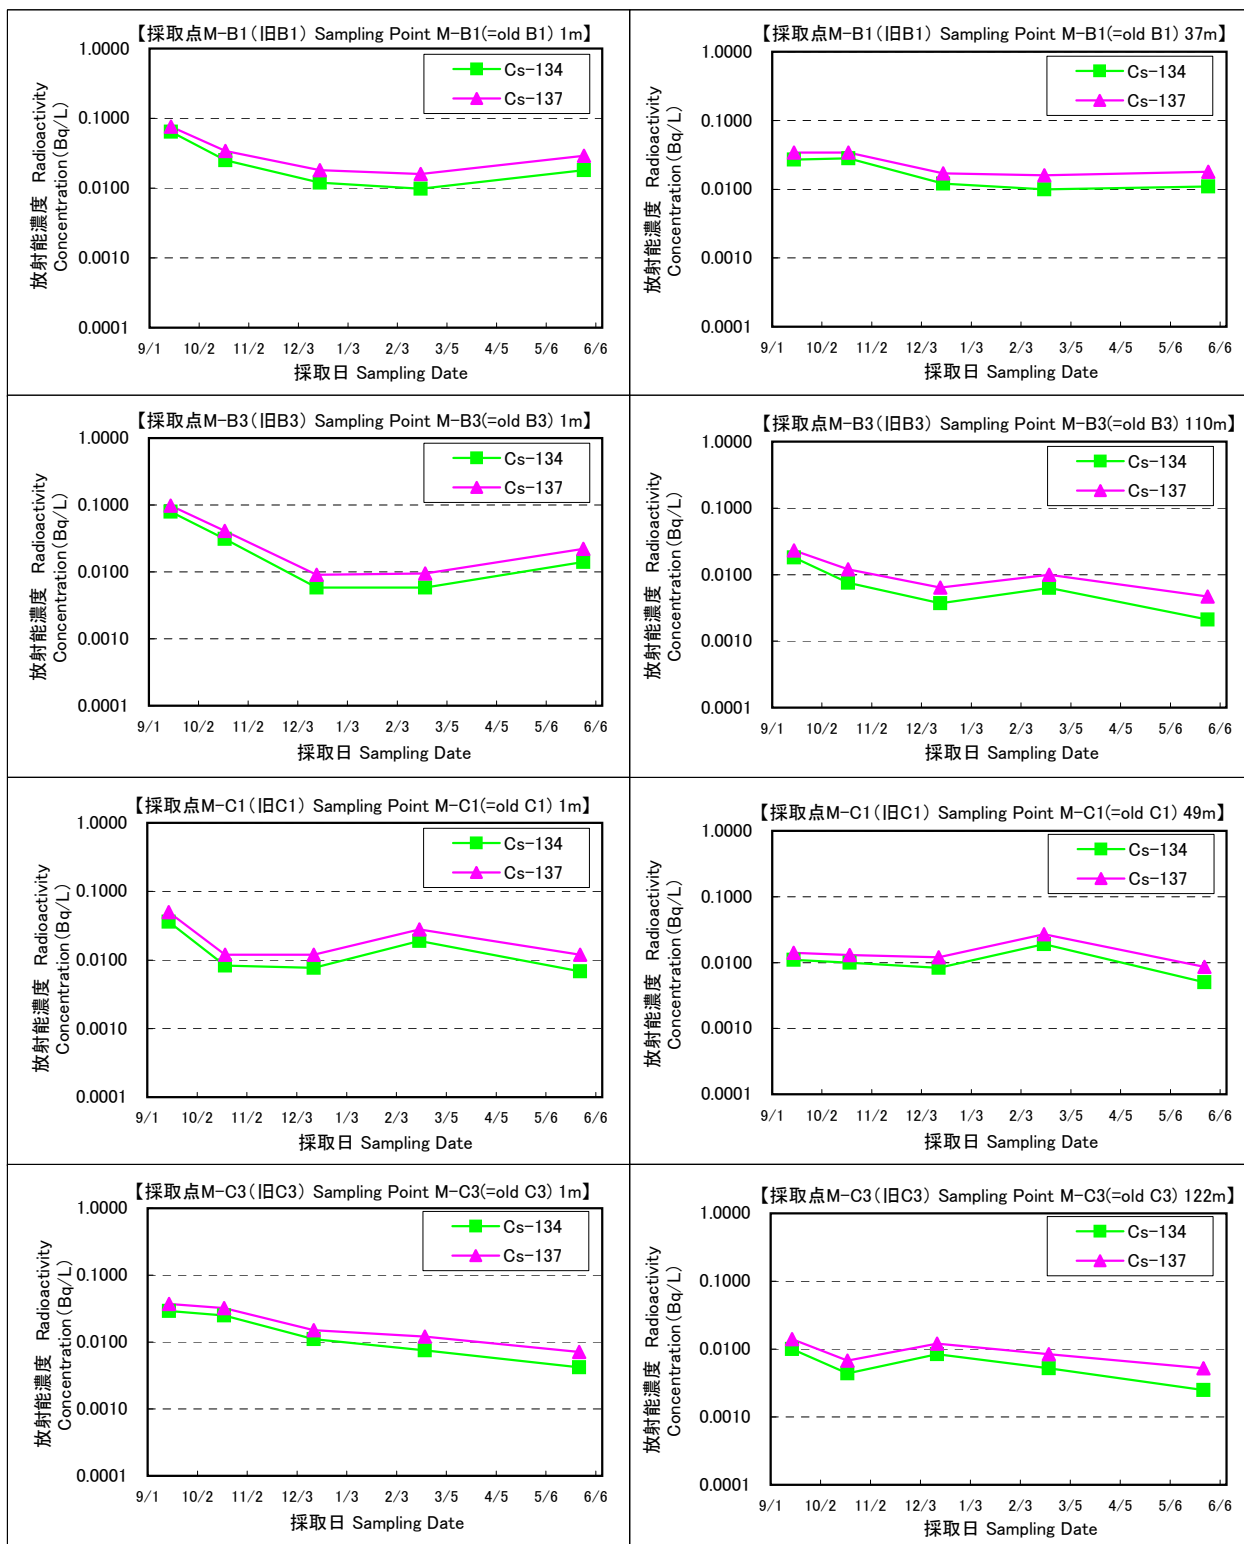 【採取点M-B1(旧B1) Sampling Point M-B1(=old B1) 1m】
放射能濃度 Radioactivity
Concentration(Bq/L)
1.0000
0.1000
0.0100
0.0010
0.0001
Cs-134
Cs-137
9/1 10/2 11/2 12/3 1/3 2/3 3/5 4/5 5/6 6/6
採取日 Sampling Date
【採取点M-B1(旧B1) Sampling Point M-B1(=old B1) 37m】
放射能濃度 Radioactivity
Concentration(Bq/L)
1.0000
0.1000
0.0100
0.0010
0.0001
Cs-134
Cs-137
9/1 10/2 11/2 12/3 1/3 2/3 3/5 4/5 5/6 6/6
採取日 Sampling Date
【採取点M-B3(旧B3) Sampling Point M-B3(=old B3) 1m】
放射能濃度 Radioactivity
Concentration(Bq/L)
1.0000
0.1000
0.0100
0.0010
0.0001
Cs-134
Cs-137
9/1 10/2 11/2 12/3 1/3 2/3 3/5 4/5 5/6 6/6
採取日 Sampling Date
【採取点M-B3(旧B3) Sampling Point M-B3(=old B3) 110m】
放射能濃度 Radioactivity
Concentration(Bq/L)
1.0000
0.1000
0.0100
0.0010
0.0001
Cs-134
Cs-137
9/1 10/2 11/2 12/3 1/3 2/3 3/5 4/5 5/6 6/6
採取日 Sampling Date
【採取点M-C1(旧C1) Sampling Point M-C1(=old C1) 1m】
放射能濃度 Radioactivity
Concentration(Bq/L)
1.0000
0.1000
0.0100
0.0010
0.0001
Cs-134
Cs-137
9/1 10/2 11/2 12/3 1/3 2/3 3/5 4/5 5/6 6/6
採取日 Sampling Date
【採取点M-C1(旧C1) Sampling Point M-C1(=old C1) 49m】
放射能濃度 Radioactivity
Concentration(Bq/L)
1.0000
0.1000
0.0100
0.0010
0.0001
Cs-134
Cs-137
9/1 10/2 11/2 12/3 1/3 2/3 3/5 4/5 5/6 6/6
採取日 Sampling Date
【採取点M-C3(旧C3) Sampling Point M-C3(=old C3) 1m】
放射能濃度 Radioactivity
Concentration(Bq/L)
1.0000
0.1000
0.0100
0.0010
0.0001
Cs-134
Cs-137
9/1 10/2 11/2 12/3 1/3 2/3 3/5 4/5 5/6 6/6
採取日 Sampling Date
【採取点M-C3(旧C3) Sampling Point M-C3(=old C3) 122m】
放射能濃度 Radioactivity
Concentration(Bq/L)
1.0000
0.1000
0.0100
0.0010
0.0001
Cs-134
Cs-137
9/1 10/2 11/2 12/3 1/3 2/3 3/5 4/5 5/6 6/6
採取日 Sampling Date